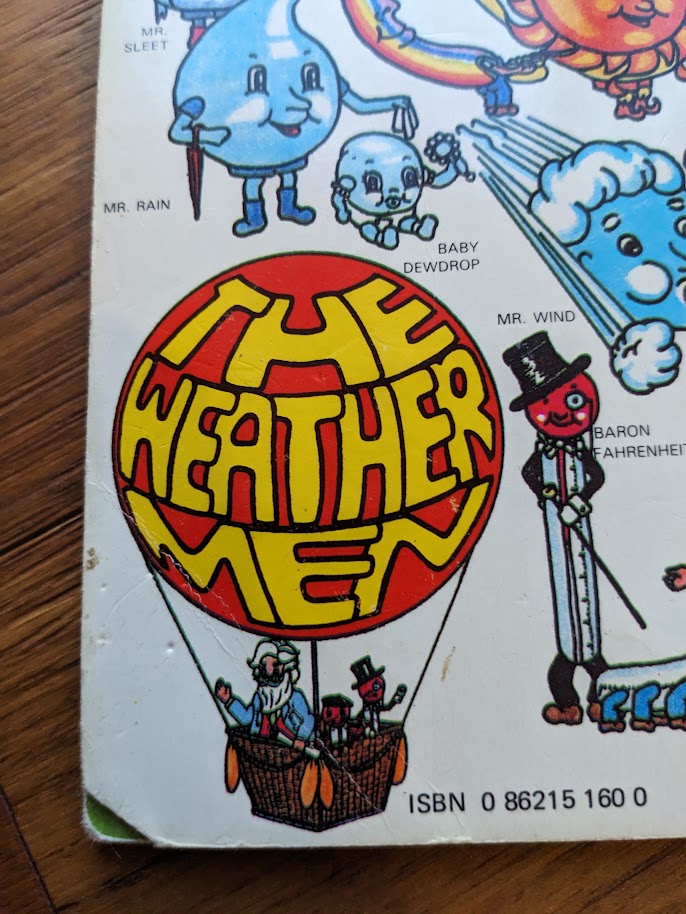 MR.
SLEET
MR. RAIN
BABY
DEWDROP
MR. WIND
BARON
FAHRENHEIT
THE
WEATHER
MEN
ISBN 0 86215 160 0